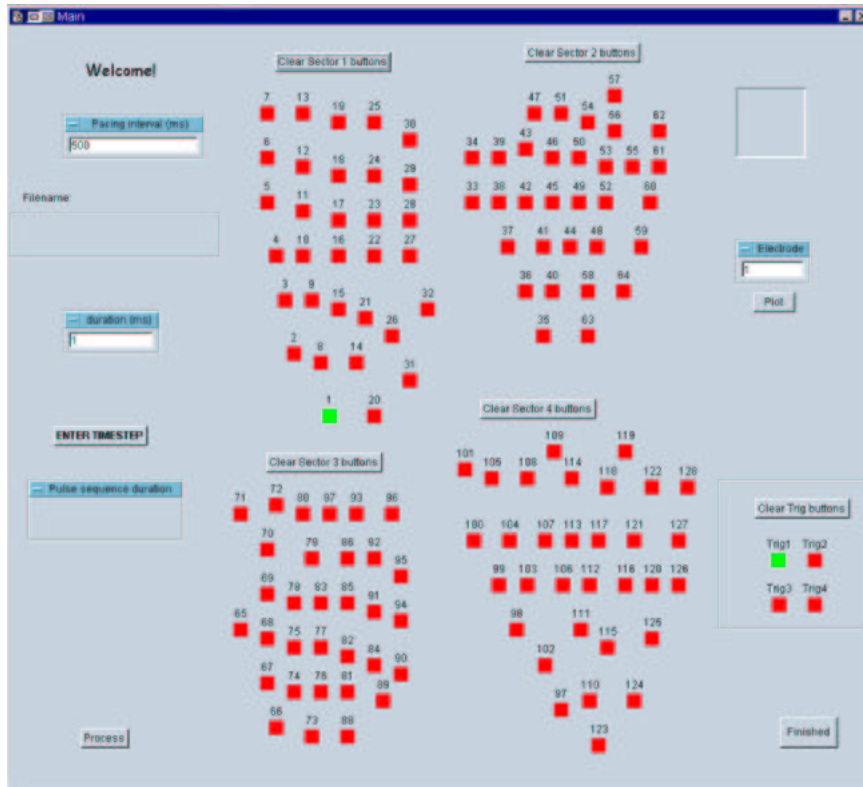 Main
Welcome!
Pacing interval (ms)
500
Filename:
duration (ms)
1
ENTER TIMESTEP
Pulse sequence duration
Process
Clear Sector 1 buttons
7 13 19 25 30
6 12 18 24 29
5 11 17 23 28
4 10 16 22 27
3 9 15 21 26 32
2 8 14 31
1 20
Clear Sector 2 buttons
57
47 51 54 56 62
34 39 43 46 50 53 55 61
33 38 42 45 49 52 60
37 41 44 48 59
36 40 58 64
35 63
Clear Sector 3 buttons
71 72 80 87 93 96
70 79 86 92 95
69 78 83 85 91 94
65 68 75 77 82 84 90
67 74 76 81 89
66 73 88
Clear Sector 4 buttons
109 119
101 105 108 114 118 122 128
100 104 107 113 117 121 127
99 103 106 112 116 120 126
98 111 115 125
102
97 110 124
123
Electrode
1
Plot
Clear Trig buttons
Trig1 Trig2
Trig3 Trig4
Finished